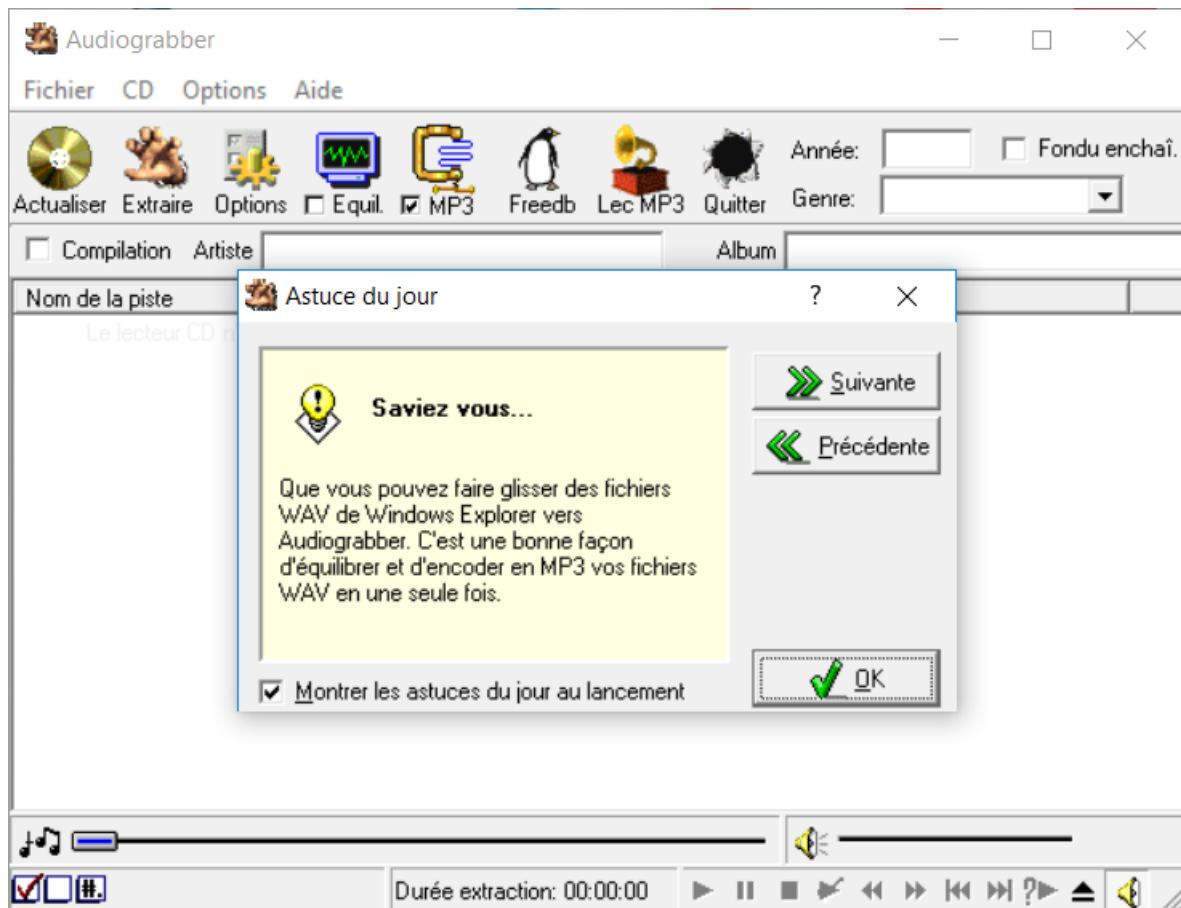 Audiograbber
Fichier CD Options Aide
Actualiser Extraire Options Equil. MP3 Freedb Lec MP3 Quitter
Année: Fondu enchaî.
Genre:
Compilation Artiste Album
Nom de la piste
Le lecteur CD
Astuce du jour ?
Saviez vous...
Que vous pouvez faire glisser des fichiers
WAV de Windows Explorer vers
Audiograbber. C'est une bonne façon
d'équilibrer et d'encoder en MP3 vos fichiers
WAV en une seule fois.
Suivante
Précédente
Montrer les astuces du jour au lancement
OK
Durée extraction: 00:00:00